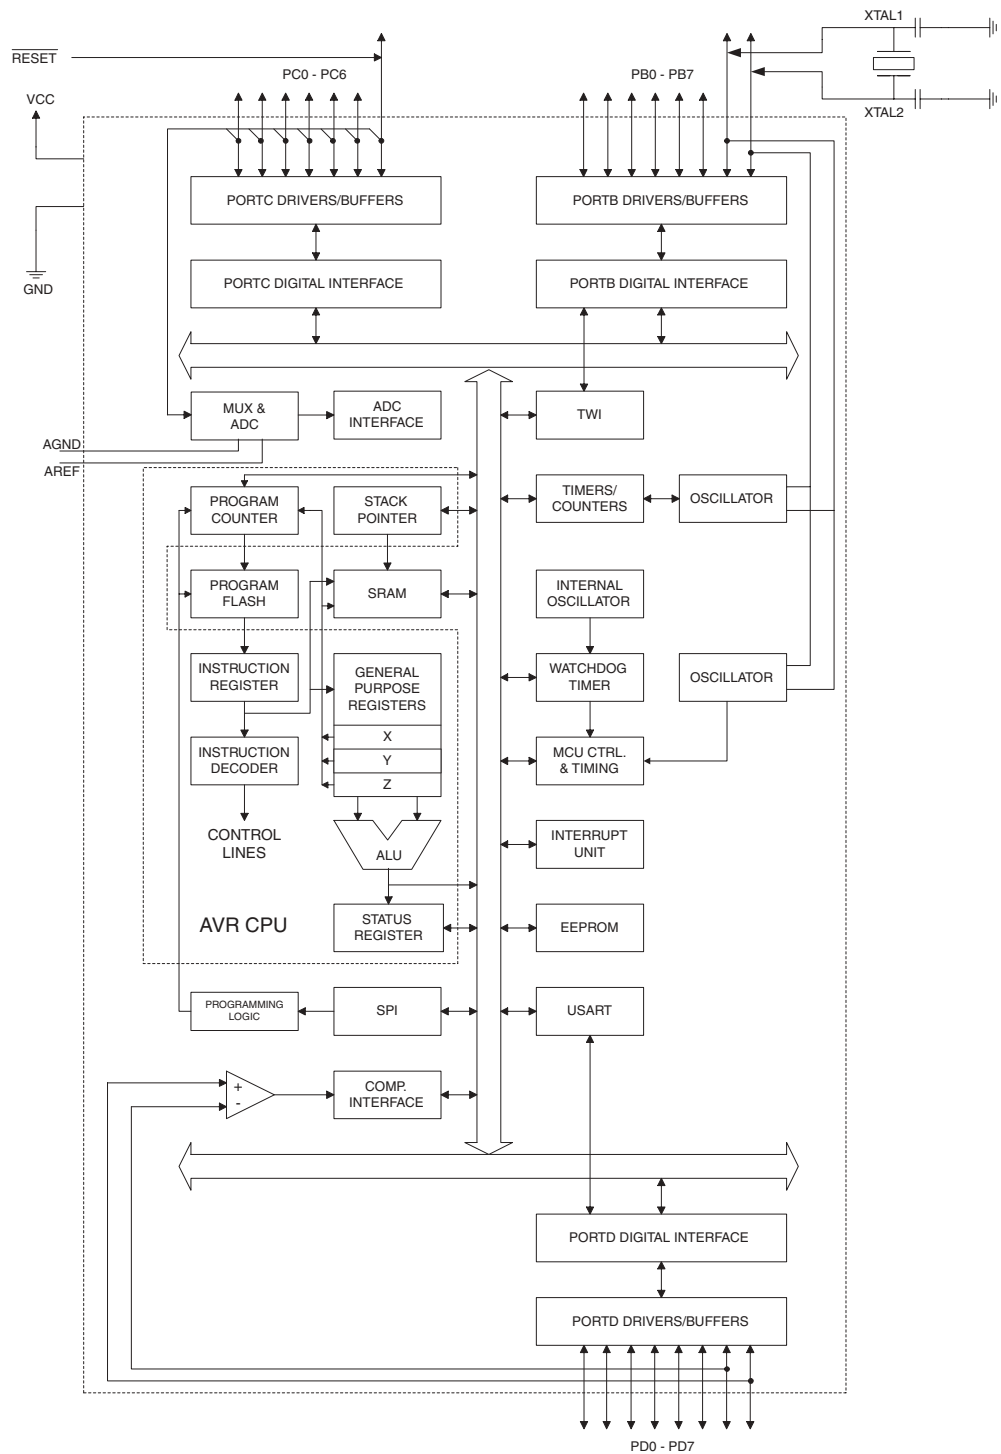 XTAL1
RESET
PC0 - PC6
PB0 - PB7
VCC
XTAL2
PORTC DRIVERS/BUFFERS
PORTB DRIVERS/BUFFERS
GND
PORTC DIGITAL INTERFACE
PORTB DIGITAL INTERFACE
MUX &
ADC
ADC
INTERFACE
TWI
AGND
AREF
PROGRAM
COUNTER
STACK
POINTER
TIMERS/
COUNTERS
OSCILLATOR
PROGRAM
FLASH
SRAM
INTERNAL
OSCILLATOR
INSTRUCTION
REGISTER
GENERAL
PURPOSE
REGISTERS
WATCHDOG
TIMER
OSCILLATOR
X
Y
Z
INSTRUCTION
DECODER
MCU CTRL.
& TIMING
CONTROL
LINES
ALU
INTERRUPT
UNIT
AVR CPU
STATUS
REGISTER
EEPROM
PROGRAMMING
LOGIC
SPI
USART
+
-
COMP.
INTERFACE
PORTD DIGITAL INTERFACE
PORTD DRIVERS/BUFFERS
PD0 - PD7